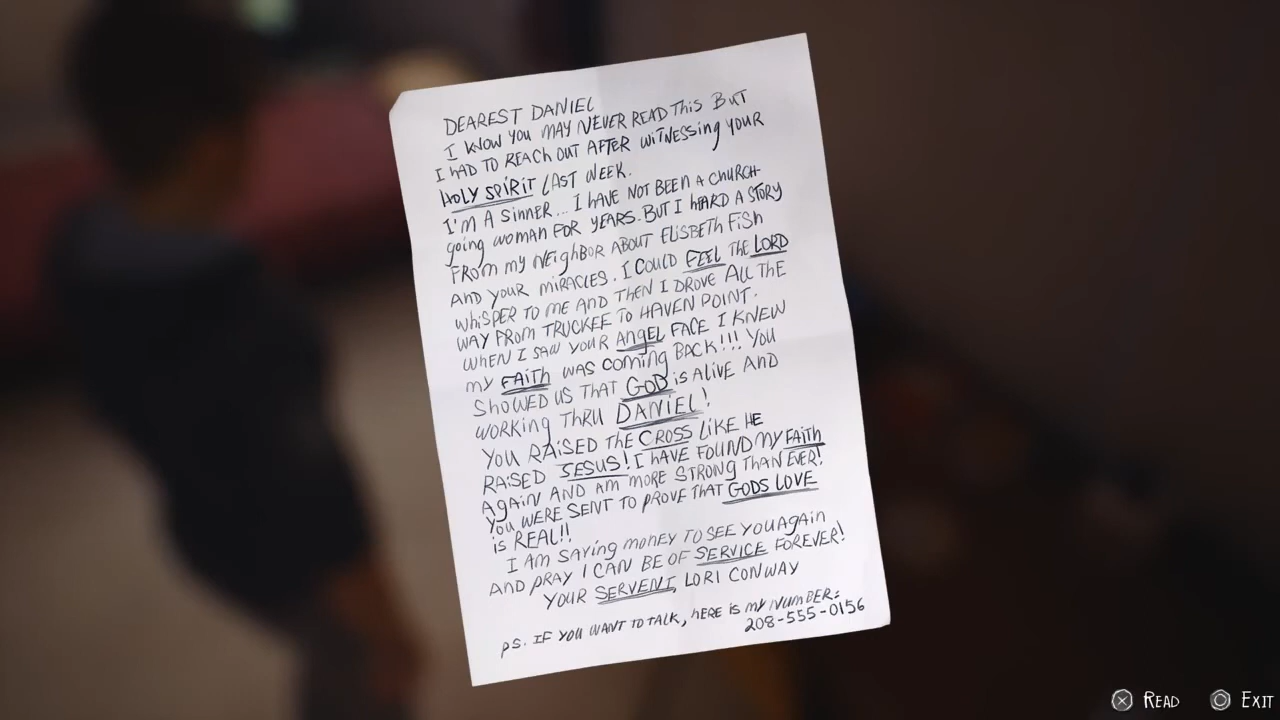 DEAREST DANIEL
I KNOW YOU MAY NEVER READ THIS BUT
I HAD TO REACH OUT AFTER WITNESSING YOUR
HOLY SPIRIT LAST WEEK.
I'M A SINNER... I HAVE NOT BEEN A CHURCH-
going WOMAN FOR YEARS. BUT I HEARD A STORY
FROM MY NEIGHBOR ABOUT ELISBETH FISH
AND YOUR MIRACLES. I COULD FEEL THE LORD
WHISPER TO ME AND THEN I DROVE ALL THE
WAY FROM TRUCKEE TO HAVEN POINT.
WHEN I SAW YOUR ANgEL FACE I KNEW
MY FAITH WAS COMING BACK!!! YOU
SHOWED US THAT GOD IS ALIVE AND
WORKING THRU DANIEL!
YOU RAISED THE CROSS LIKE HE
RAISED JESUS! I HAVE FOUND MY FAITH
AGAIN AND AM MORE STRONG THAN EVER!
YOU WERE SENT TO PROVE THAT GODS LOVE
is REAL!!
I AM SAVING MONEY TO SEE YOU AGAIN
AND PRAY I CAN BE OF SERVICE FOREVER!
YOUR SERVENT, LORI CONWAY
PS. IF YOU WANT TO TALK, HERE IS MY NUMBER:
208-555-0156
READ EXIT